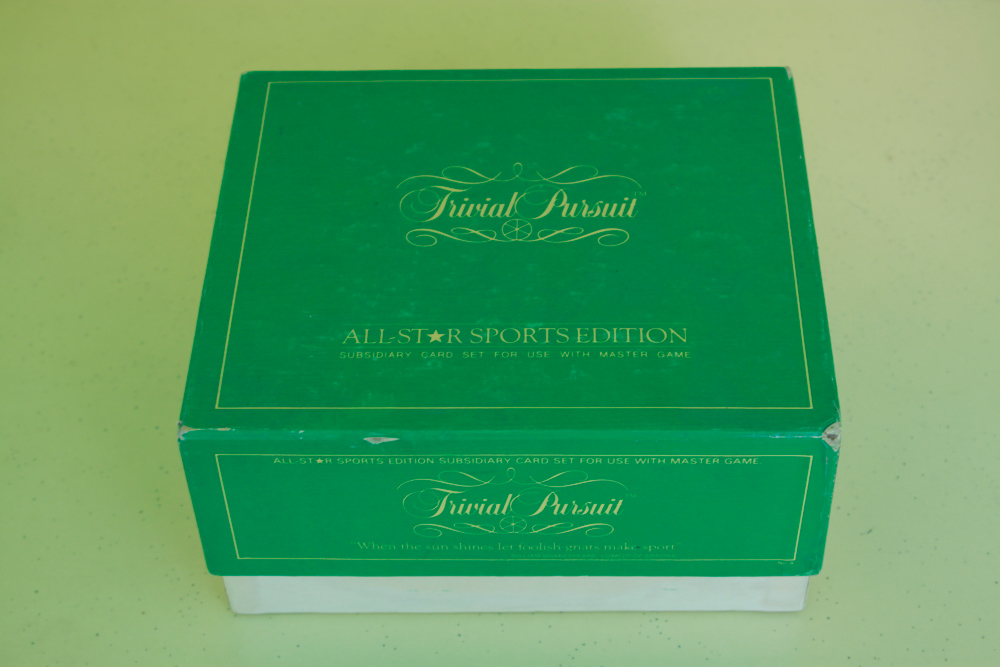 Trivial Pursuit™
ALL-ST★R SPORTS EDITION
SUBSIDIARY CARD SET FOR USE WITH MASTER GAME
ALL-ST★R SPORTS EDITION SUBSIDIARY CARD SET FOR USE WITH MASTER GAME.
Trivial Pursuit
"When the sun shines let foolish gnats make sport"